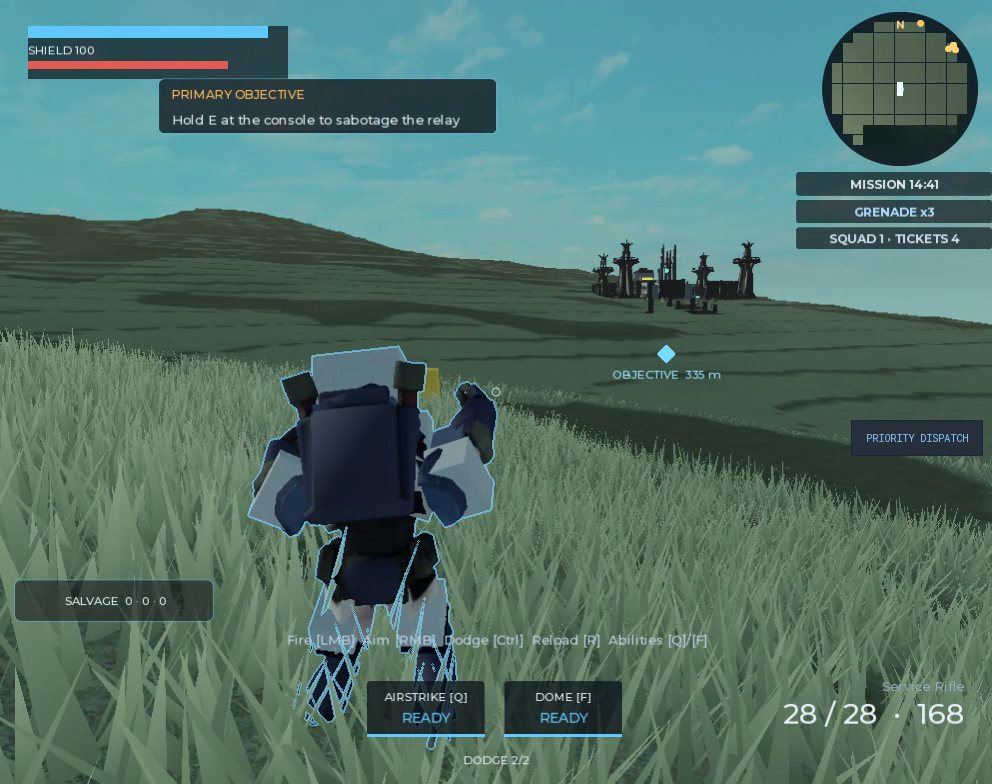 SHIELD 100
PRIMARY OBJECTIVE
Hold E at the console to sabotage the relay
N
MISSION 14:41
GRENADE x3
SQUAD 1 · TICKETS 4
OBJECTIVE 335 m
PRIORITY DISPATCH
SALVAGE 0 · 0 · 0
Fire [LMB] Aim [RMB] Dodge [Ctrl] Reload [R] Abilities [Q]/[F]
AIRSTRIKE [Q]
READY
DOME [F]
READY
Service Rifle
28 / 28 · 168
DODGE 2/2